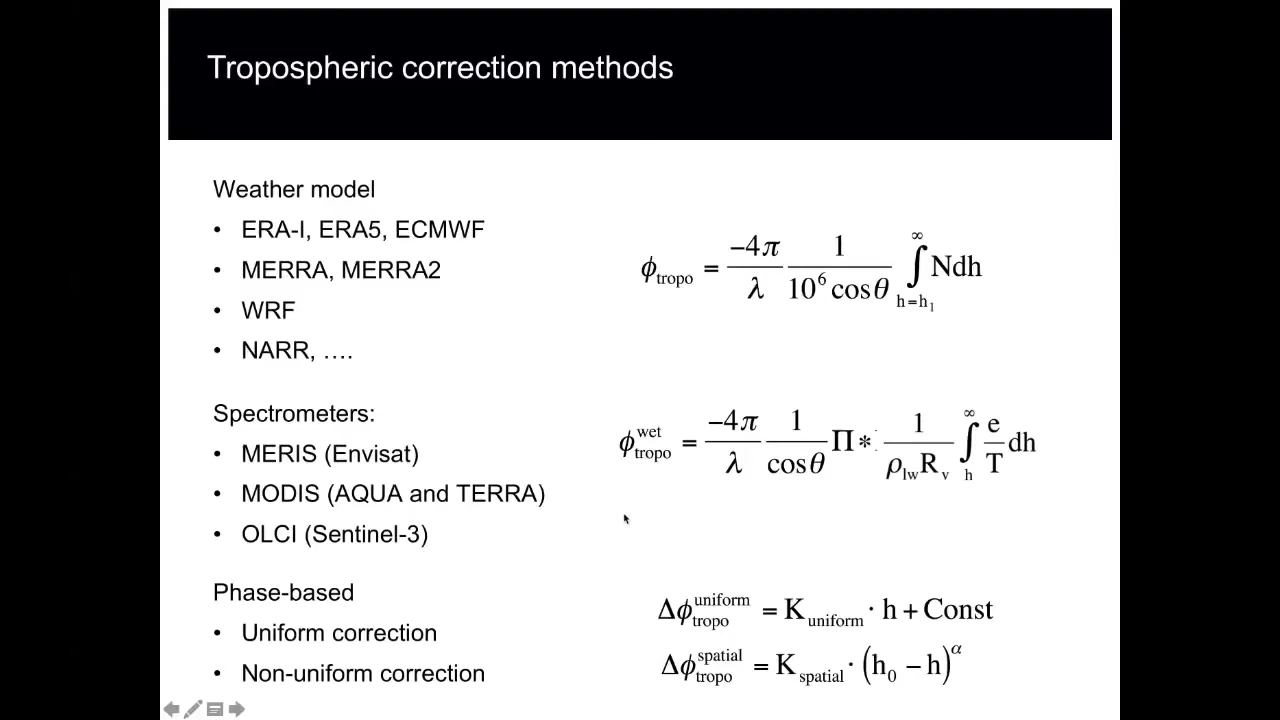 Tropospheric correction methods
Weather model
• ERA-I, ERA5, ECMWF
• MERRA, MERRA2
• WRF
• NARR, ….
ϕ_tropo = −4π/λ 1/(10^6 cosθ) ∫_{h=h_1}^{∞} Ndh
Spectrometers:
• MERIS (Envisat)
• MODIS (AQUA and TERRA)
• OLCI (Sentinel-3)
ϕ_tropo^wet = −4π/λ 1/cosθ Π * 1/(ρ_lw R_v) ∫_h^∞ e/T dh
Phase-based
• Uniform correction
• Non-uniform correction
Δϕ_tropo^uniform = K_uniform · h + Const
Δϕ_tropo^spatial = K_spatial · (h_0 − h)^α